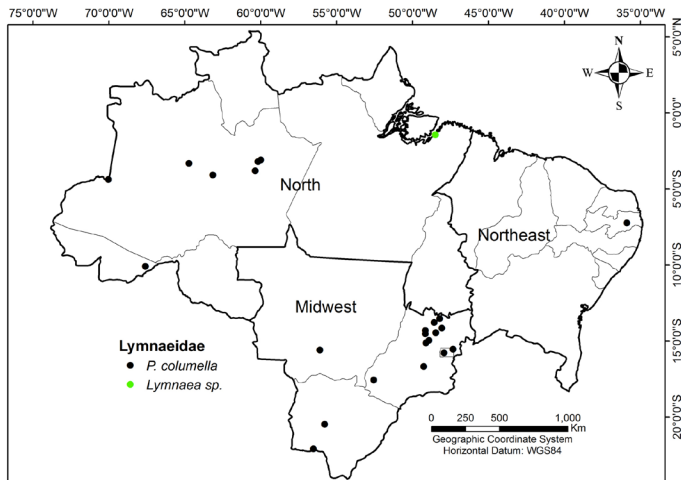 75°0'0"W 70°0'0"W 65°0'0"W 60°0'0"W 55°0'0"W 50°0'0"W 45°0'0"W 40°0'0"W 35°0'0"W
5°0'0"N
N
W E
S
0°0'0"
North
5°0'0"S
Northeast
10°0'0"S
Midwest
15°0'0"S
Lymnaeidae
P. columella
Lymnaea sp.
0 250 500 1,000
Km
Geographic Coordinate System
Horizontal Datum: WGS84
20°0'0"S